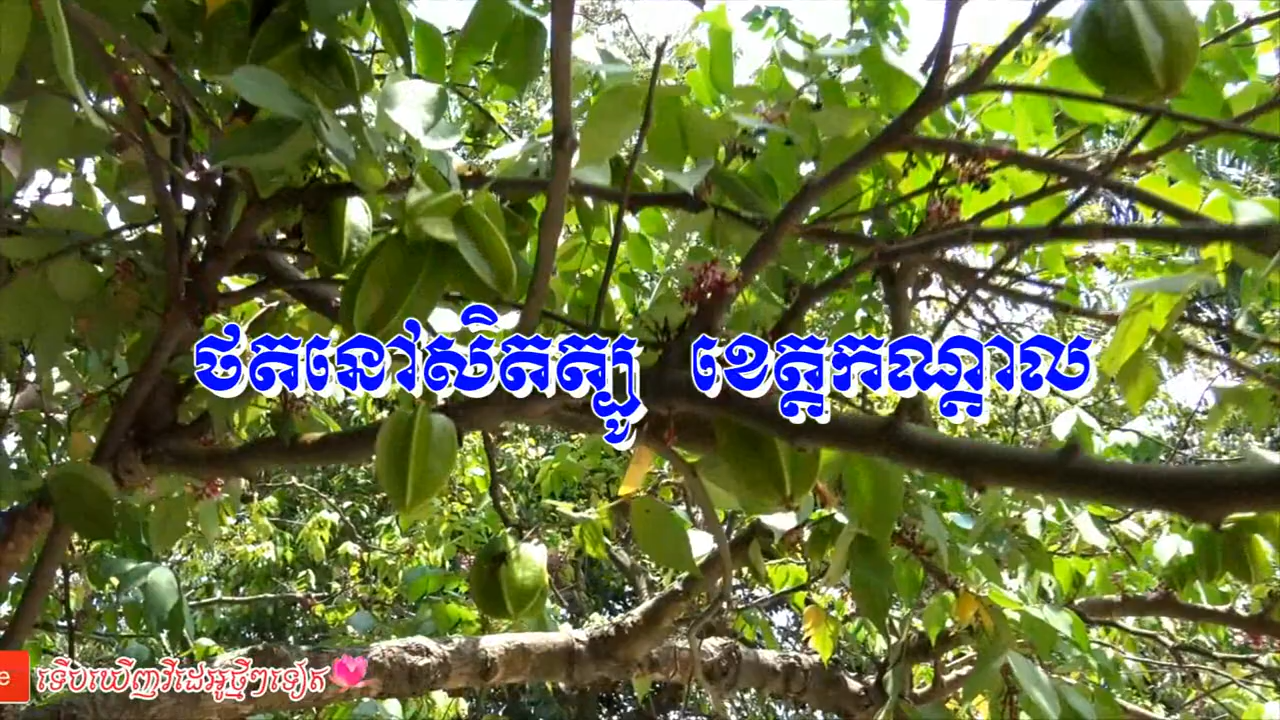 ថតនៅសិតត្បូ ខេត្តកណ្តាល
e ទើបឃើញវីដេអូថ្មីៗទៀត